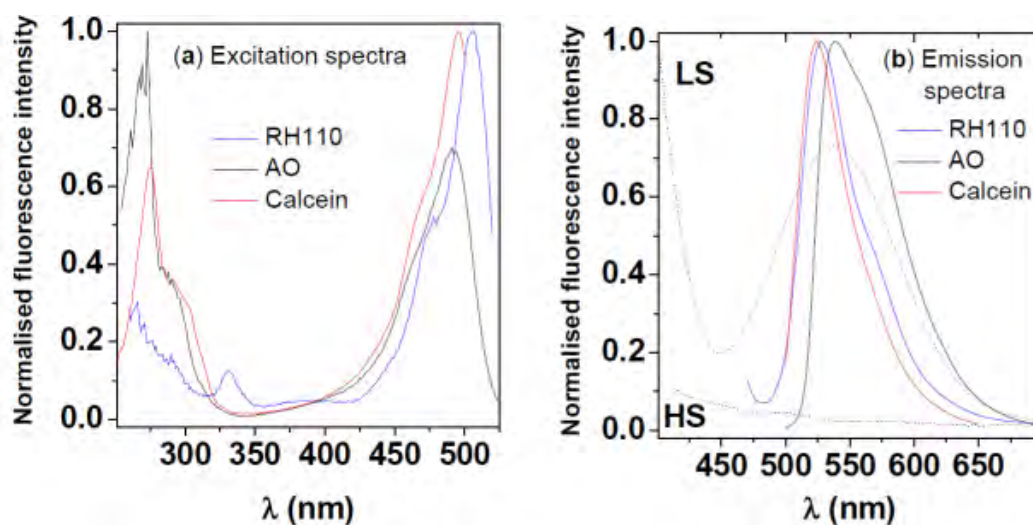 (a) Excitation spectra
RH110
AO
Calcein
Normalised fluorescence intensity
1.0
0.8
0.6
0.4
0.2
0.0
250 300 350 400 450 500
λ (nm)
(b) Emission
spectra
RH110
AO
Calcein
LS
HS
Normalised fluorescence intensity
1.0
0.8
0.6
0.4
0.2
0.0
450 500 550 600 650
λ (nm)